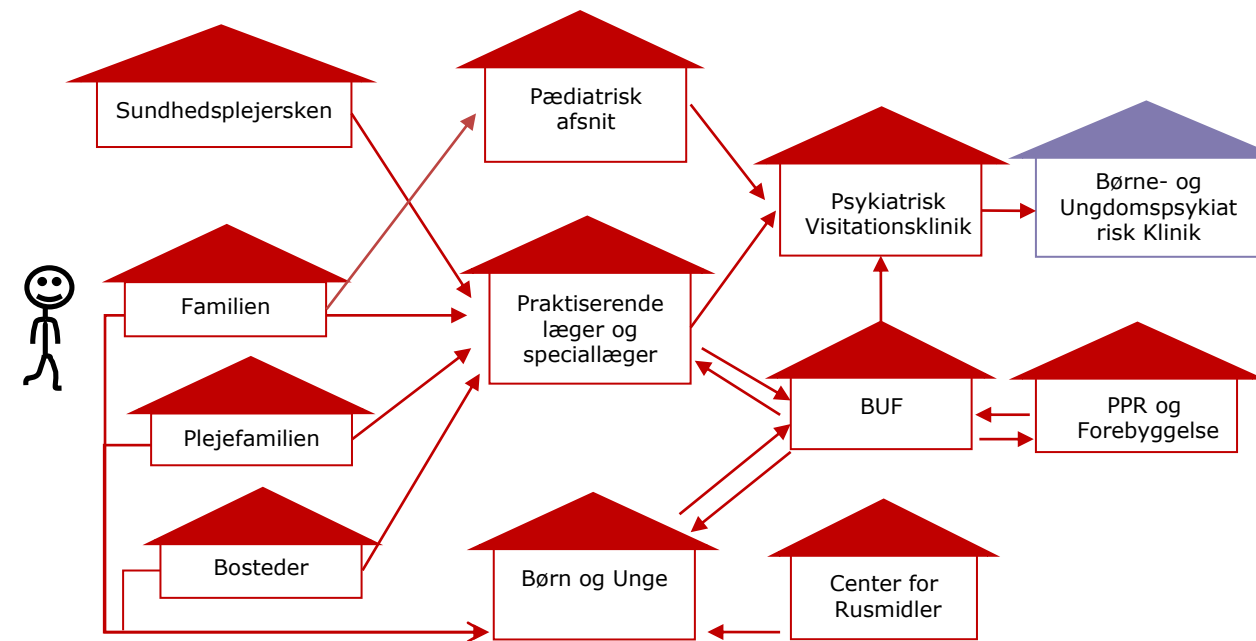 Sundhedsplejersken
Pædiatrisk
afsnit
Psykiatrisk
Visitationsklinik
Børne- og
Ungdomspsykiat
risk Klinik
Familien
Praktiserende
læger og
speciallæger
Plejefamilien
BUF
PPR og
Forebyggelse
Bosteder
Børn og Unge
Center for
Rusmidler